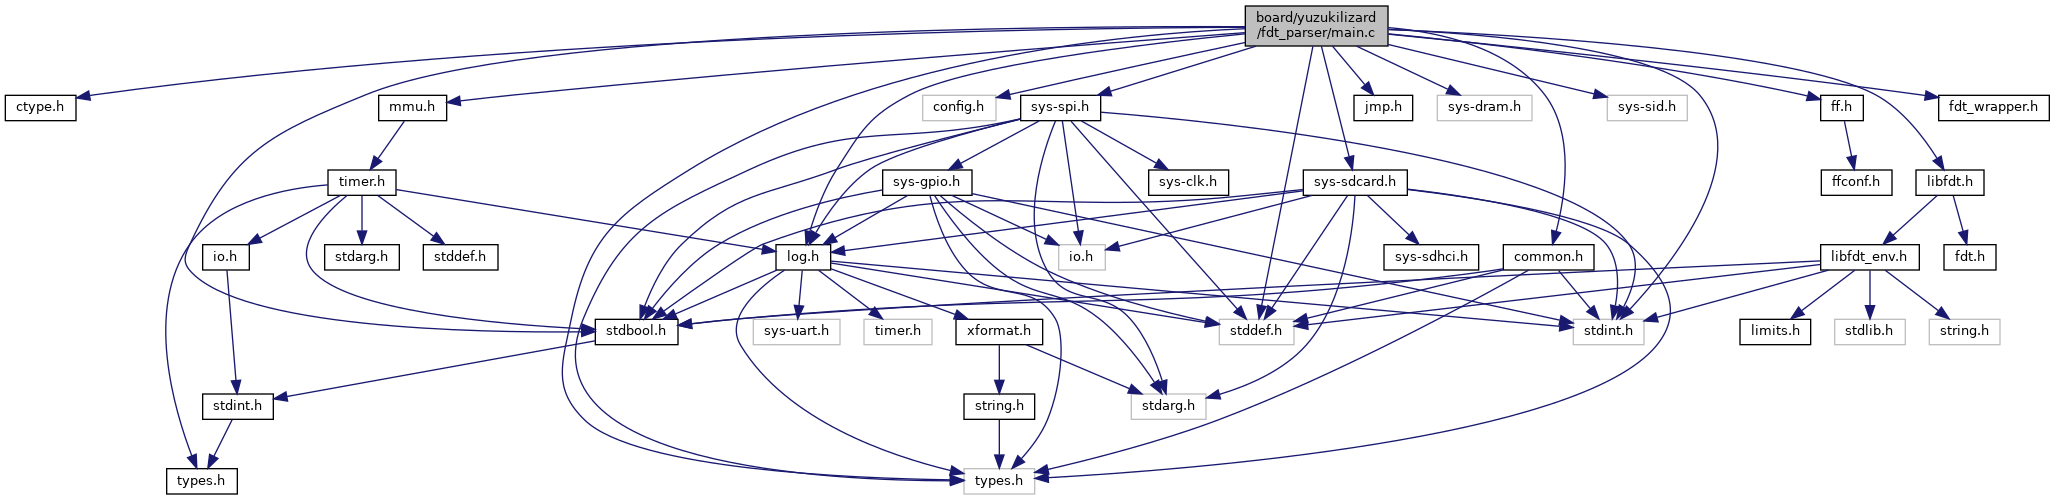 board/yuzukilizard
/fdt_parser/main.c
ctype.h
mmu.h
config.h
sys-spi.h
jmp.h
sys-dram.h
sys-sid.h
ff.h
fdt_wrapper.h
timer.h
sys-gpio.h
sys-clk.h
sys-sdcard.h
ffconf.h
libfdt.h
io.h
stdarg.h
stddef.h
log.h
io.h
sys-sdhci.h
common.h
libfdt_env.h
fdt.h
stdbool.h
sys-uart.h
timer.h
xformat.h
stddef.h
stdint.h
limits.h
stdlib.h
string.h
stdint.h
string.h
stdarg.h
types.h
types.h